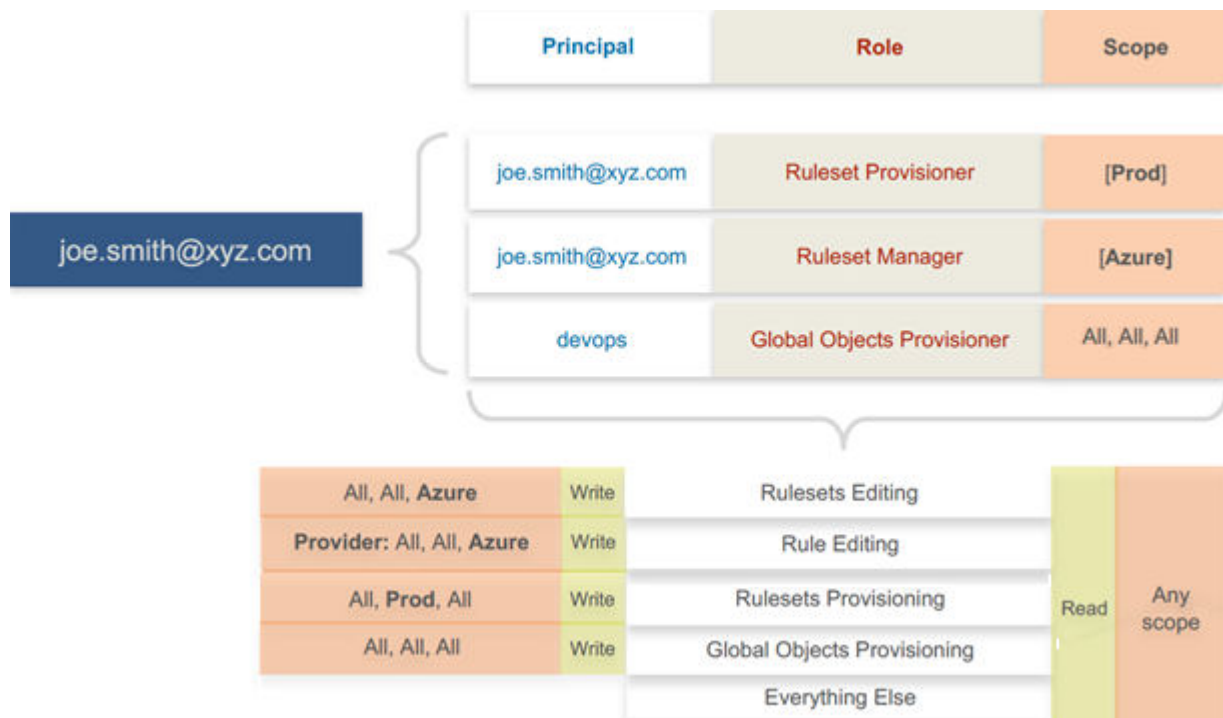 Principal Role Scope
joe.smith@xyz.com Ruleset Provisioner [Prod]
joe.smith@xyz.com
joe.smith@xyz.com Ruleset Manager [Azure]
devops Global Objects Provisioner All, All, All
All, All, Azure Write Rulesets Editing
Provider: All, All, Azure Write Rule Editing
All, Prod, All Write Rulesets Provisioning
Read Any scope
All, All, All Write Global Objects Provisioning
Everything Else